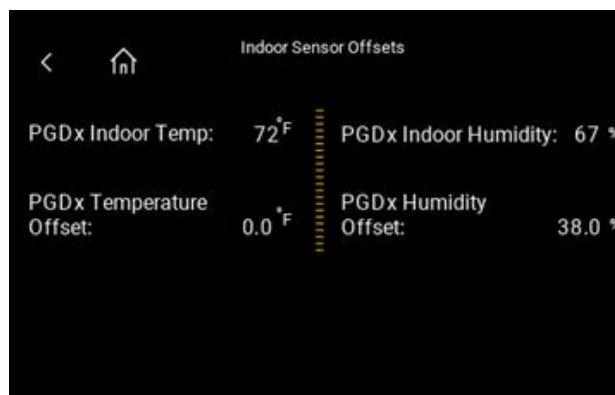 Indoor Sensor Offsets
PGDx Indoor Temp: 72°F
PGDx Indoor Humidity: 67 %
PGDx Temperature
Offset: 0.0 °F
PGDx Humidity
Offset: 38.0 %